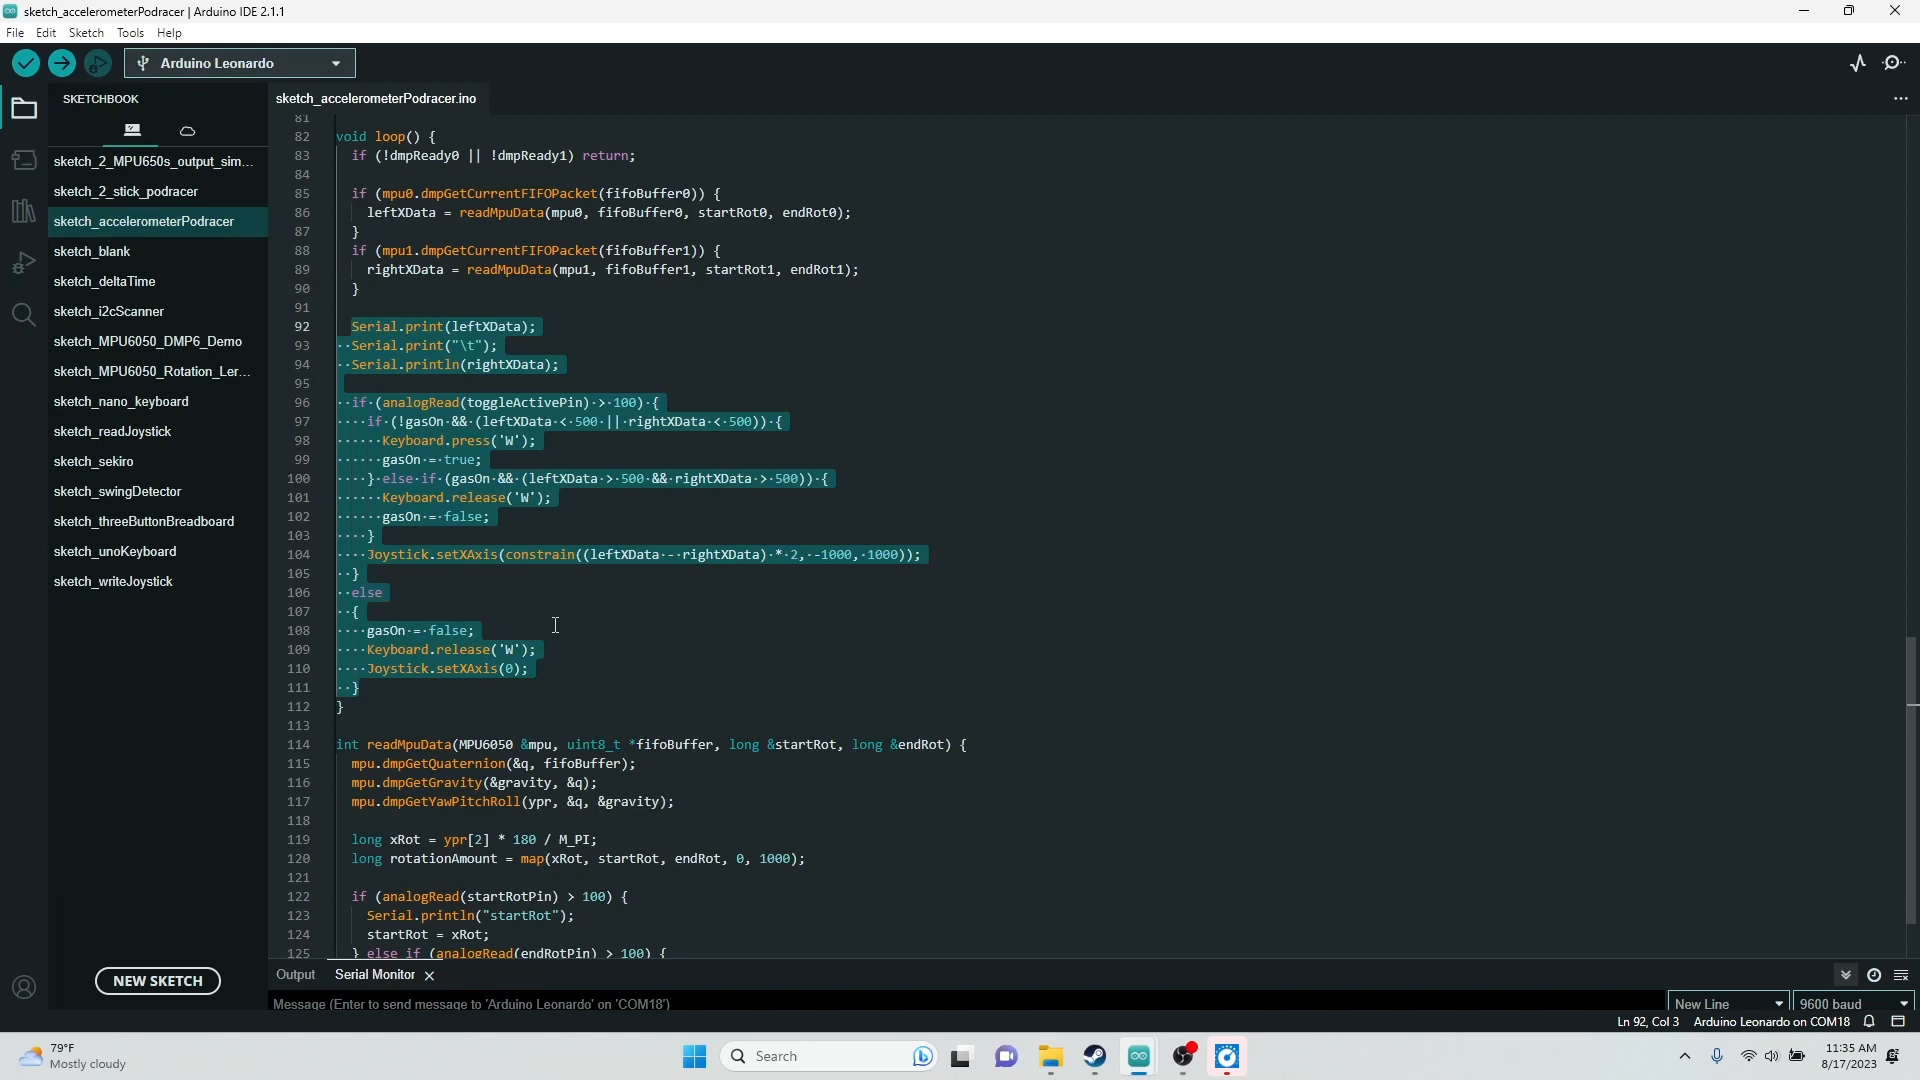 sketch_accelerometerPodracer | Arduino IDE 2.1.1
File Edit Sketch Tools Help
Arduino Leonardo
SKETCHBOOK
sketch_accelerometerPodracer.ino
sketch_2_MPU650s_output_sim...
sketch_2_stick_podracer
sketch_accelerometerPodracer
sketch_blank
sketch_deltaTime
sketch_i2cScanner
sketch_MPU6050_DMP6_Demo
sketch_MPU6050_Rotation_Ler...
sketch_nano_keyboard
sketch_readJoystick
sketch_sekiro
sketch_swingDetector
sketch_threeButtonBreadboard
sketch_unoKeyboard
sketch_writeJoystick
NEW SKETCH
81
82 void loop() {
83 if (!dmpReady0 || !dmpReady1) return;
84
85 if (mpu0.dmpGetCurrentFIFOPacket(fifoBuffer0)) {
86 leftXData = readMpuData(mpu0, fifoBuffer0, startRot0, endRot0);
87 }
88 if (mpu1.dmpGetCurrentFIFOPacket(fifoBuffer1)) {
89 rightXData = readMpuData(mpu1, fifoBuffer1, startRot1, endRot1);
90 }
91
92 Serial.print(leftXData);
93 Serial.print("\t");
94 Serial.println(rightXData);
95
96 if (analogRead(toggleActivePin) > 100) {
97 if (!gasOn && (leftXData < 500 || rightXData < 500)) {
98 Keyboard.press('W');
99 gasOn = true;
100 } else if (gasOn && (leftXData > 500 && rightXData > 500)) {
101 Keyboard.release('W');
102 gasOn = false;
103 }
104 Joystick.setXAxis(constrain((leftXData - rightXData) * 2, -1000, 1000));
105 }
106 else
107 {
108 gasOn = false;
109 Keyboard.release('W');
110 Joystick.setXAxis(0);
111 }
112 }
113
114 int readMpuData(MPU6050 &mpu, uint8_t *fifoBuffer, long &startRot, long &endRot) {
115 mpu.dmpGetQuaternion(&q, fifoBuffer);
116 mpu.dmpGetGravity(&gravity, &q);
117 mpu.dmpGetYawPitchRoll(ypr, &q, &gravity);
118
119 long xRot = ypr[2] * 180 / M_PI;
120 long rotationAmount = map(xRot, startRot, endRot, 0, 1000);
121
122 if (analogRead(startRotPin) > 100) {
123 Serial.println("startRot");
124 startRot = xRot;
125 } else if (analogRead(endRotPin) > 100) {
Output Serial Monitor
Message (Enter to send message to 'Arduino Leonardo' on 'COM18')
New Line 9600 baud
Ln 92, Col 3 Arduino Leonardo on COM18
79°F
Mostly cloudy
Search
11:35 AM
8/17/2023